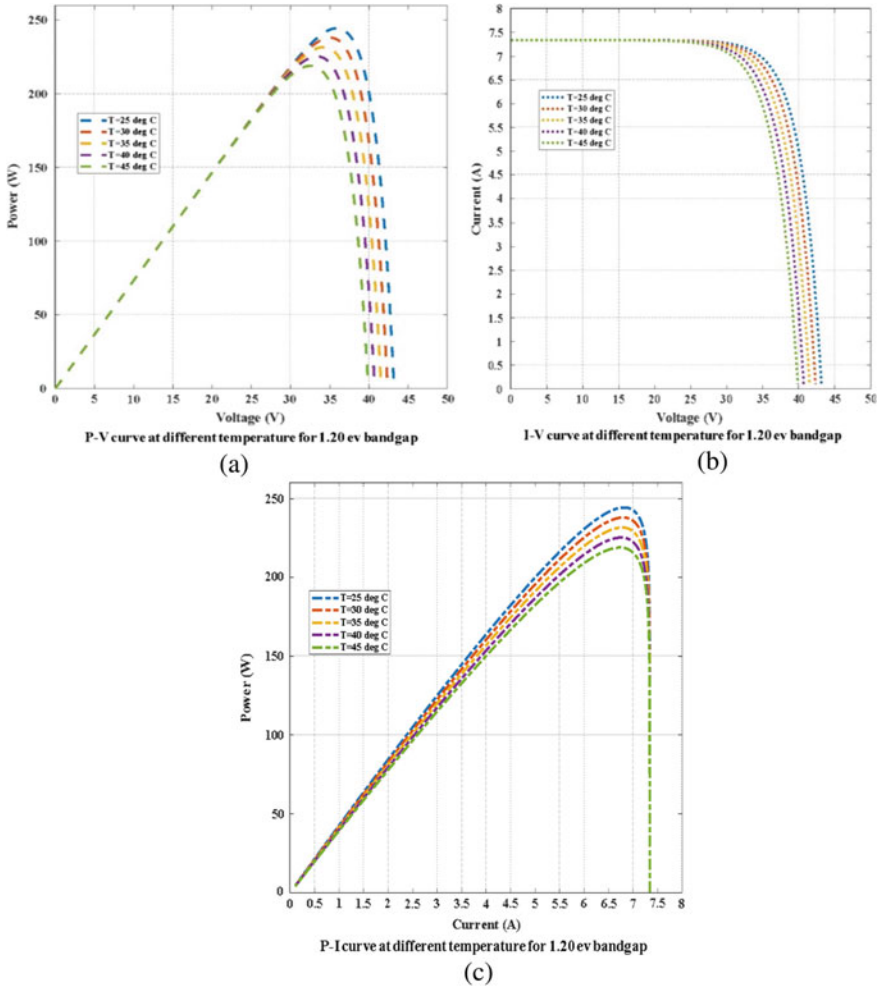 250
200
150
100
50
0
Power (W)
T=25 deg C
T=30 deg C
T=35 deg C
T=40 deg C
T=45 deg C
0 5 10 15 20 25 30 35 40 45 50
Voltage (V)
P-V curve at different temperature for 1.20 ev bandgap
(a)
8
7.5
7
6.5
6
5.5
5
4.5
4
3.5
3
2.5
2
1.5
1
0.5
0
Current (A)
T=25 deg C
T=30 deg C
T=35 deg C
T=40 deg C
T=45 deg C
0 5 10 15 20 25 30 35 40 45 50
Voltage (V)
I-V curve at different temperature for 1.20 ev bandgap
(b)
250
200
150
100
50
0
Power (W)
T=25 deg C
T=30 deg C
T=35 deg C
T=40 deg C
T=45 deg C
0 0.5 1 1.5 2 2.5 3 3.5 4 4.5 5 5.5 6 6.5 7 7.5 8
Current (A)
P-I curve at different temperature for 1.20 ev bandgap
(c)